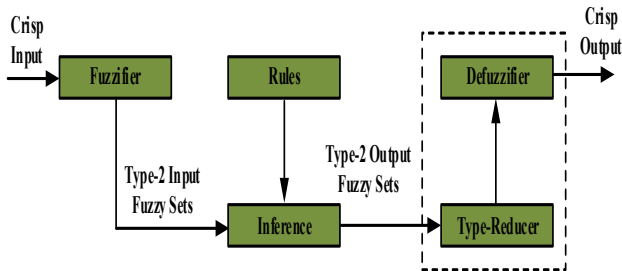 Crisp
Input
Fuzzifier
Rules
Defuzzifier
Crisp
Output
Type-2 Input
Fuzzy Sets
Type-2 Output
Fuzzy Sets
Inference
Type-Reducer